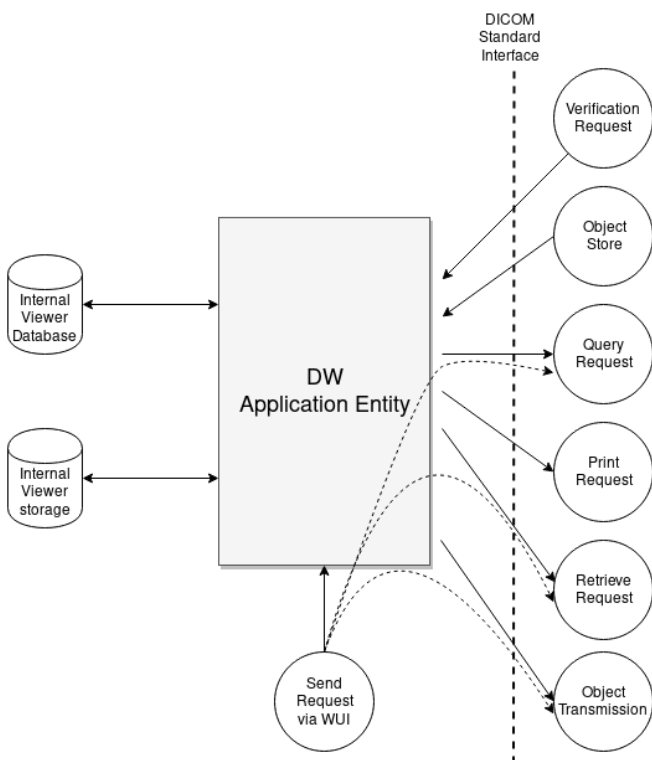 DICOM
Standard
Interface
Verification
Request
Object
Store
Internal
Viewer
Database
Query
Request
DW
Application Entity
Print
Request
Internal
Viewer
storage
Retrieve
Request
Send
Request
via WUI
Object
Transmission